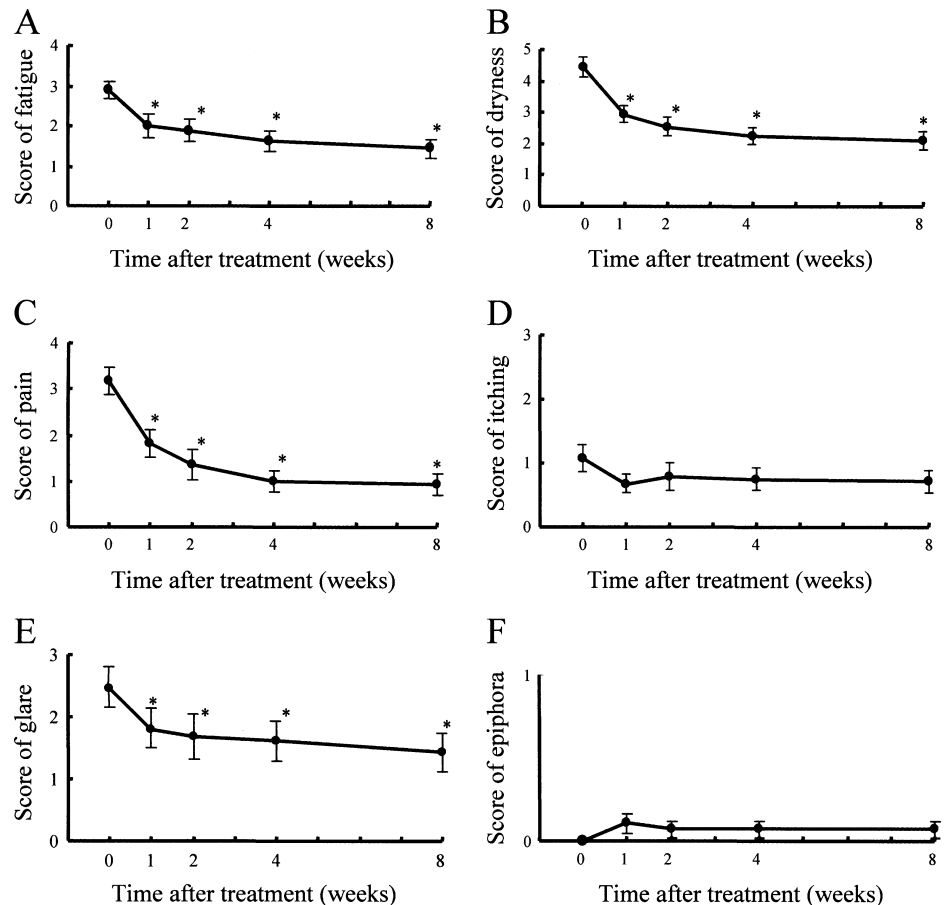 A
Score of fatigue
4
3
2
1
0
* * * *
0 1 2 4 8
Time after treatment (weeks)
B
Score of dryness
5
4
3
2
1
0
* * * *
0 1 2 4 8
Time after treatment (weeks)
C
Score of pain
4
3
2
1
0
* * * *
0 1 2 4 8
Time after treatment (weeks)
D
Score of itching
3
2
1
0
0 1 2 4 8
Time after treatment (weeks)
E
Score of glare
3
2
1
0
* * * *
0 1 2 4 8
Time after treatment (weeks)
F
Score of epiphora
1
0
0 1 2 4 8
Time after treatment (weeks)